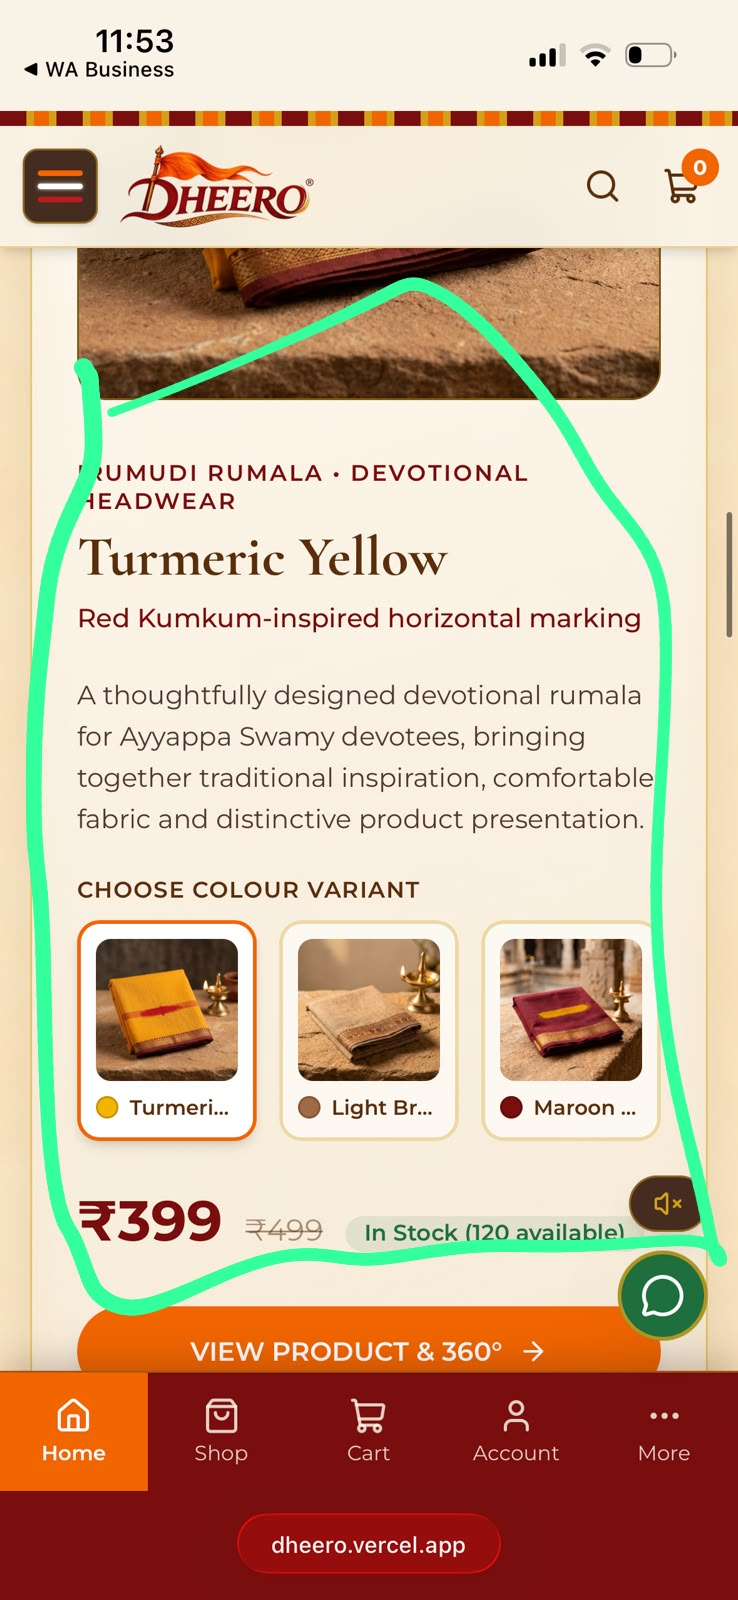 11:53
◀ WA Business
DHEERO®
0
IRUMUDI RUMALA • DEVOTIONAL
HEADWEAR
Turmeric Yellow
Red Kumkum-inspired horizontal marking
A thoughtfully designed devotional rumala
for Ayyappa Swamy devotees, bringing
together traditional inspiration, comfortable
fabric and distinctive product presentation.
CHOOSE COLOUR VARIANT
Turmeri...
Light Br...
Maroon ...
₹399 ₹499 In Stock (120 available)
VIEW PRODUCT & 360° →
Home
Shop
Cart
Account
More
dheero.vercel.app